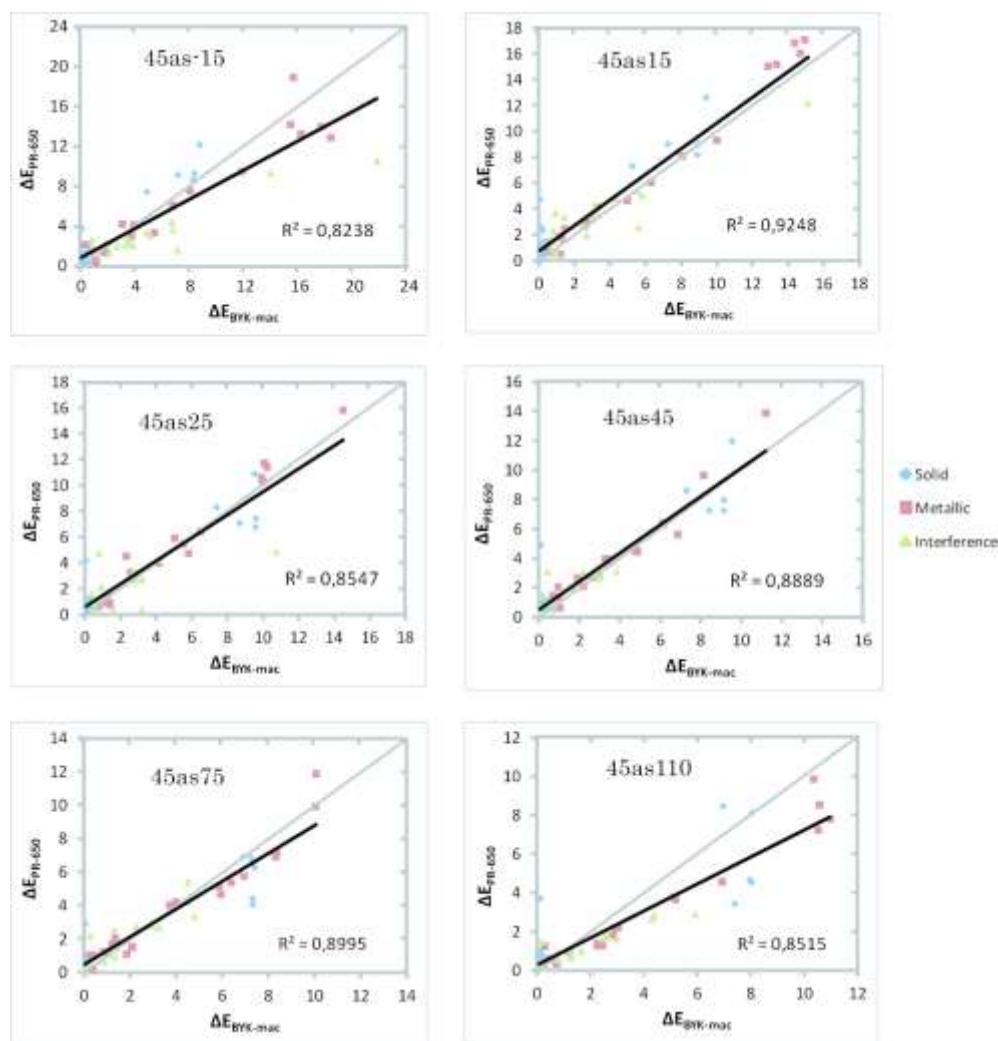 45as-15
24
20
16
12
8
4
0
ΔE_PR-650
R² = 0,8238
0 4 8 12 16 20 24
ΔE_BYK-mac
45as15
18
16
14
12
10
8
6
4
2
0
ΔE_PR-650
R² = 0,9248
0 2 4 6 8 10 12 14 16 18
ΔE_BYK-mac
45as25
18
16
14
12
10
8
6
4
2
0
ΔE_PR-650
R² = 0,8547
0 2 4 6 8 10 12 14 16 18
ΔE_BYK-mac
45as45
16
14
12
10
8
6
4
2
0
ΔE_PR-650
R² = 0,8889
0 2 4 6 8 10 12 14 16
ΔE_BYK-mac
Solid
Metallic
Interference
45as75
14
12
10
8
6
4
2
0
ΔE_PR-650
R² = 0,8995
0 2 4 6 8 10 12 14
ΔE_BYK-mac
45as110
12
10
8
6
4
2
0
ΔE_PR-650
R² = 0,8515
0 2 4 6 8 10 12
ΔE_BYK-mac